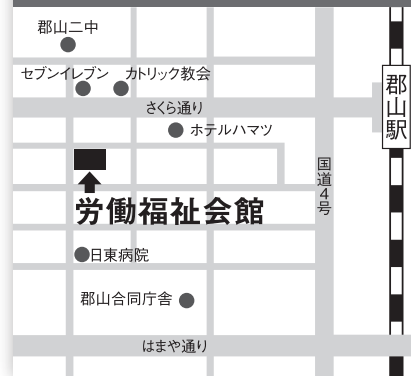 郡山二中
セブンイレブン
カトリック教会
さくら通り
郡山駅
ホテルハマツ
国道4号
労働福祉会館
日東病院
郡山合同庁舎
はまや通り